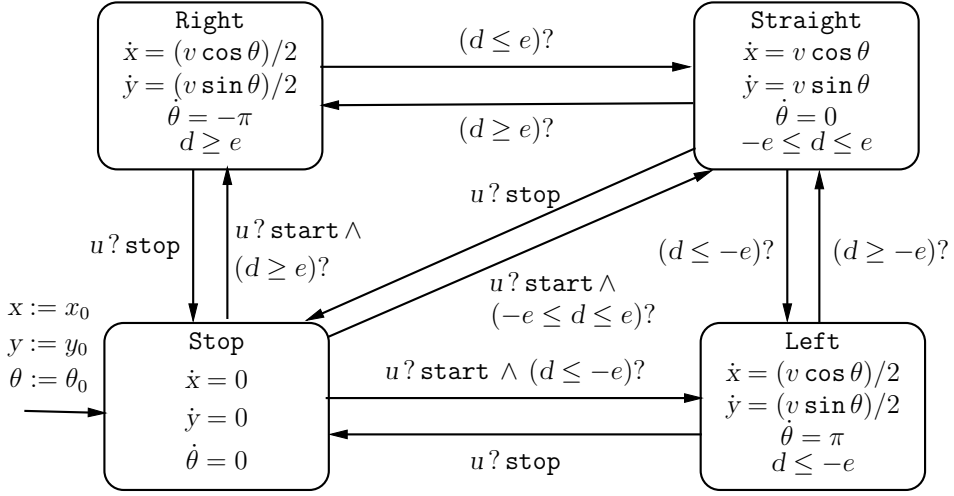 Right
ẋ = (v cos θ)/2
ẏ = (v sin θ)/2
θ̇ = −π
d ≥ e
(d ≤ e)?
(d ≥ e)?
Straight
ẋ = v cos θ
ẏ = v sin θ
θ̇ = 0
−e ≤ d ≤ e
u ? stop
u ? start ∧
(d ≥ e)?
u ? stop
u ? start ∧
(−e ≤ d ≤ e)?
(d ≤ −e)?
(d ≥ −e)?
x := x₀
y := y₀
θ := θ₀
Stop
ẋ = 0
ẏ = 0
θ̇ = 0
u ? start ∧ (d ≤ −e)?
u ? stop
Left
ẋ = (v cos θ)/2
ẏ = (v sin θ)/2
θ̇ = π
d ≤ −e